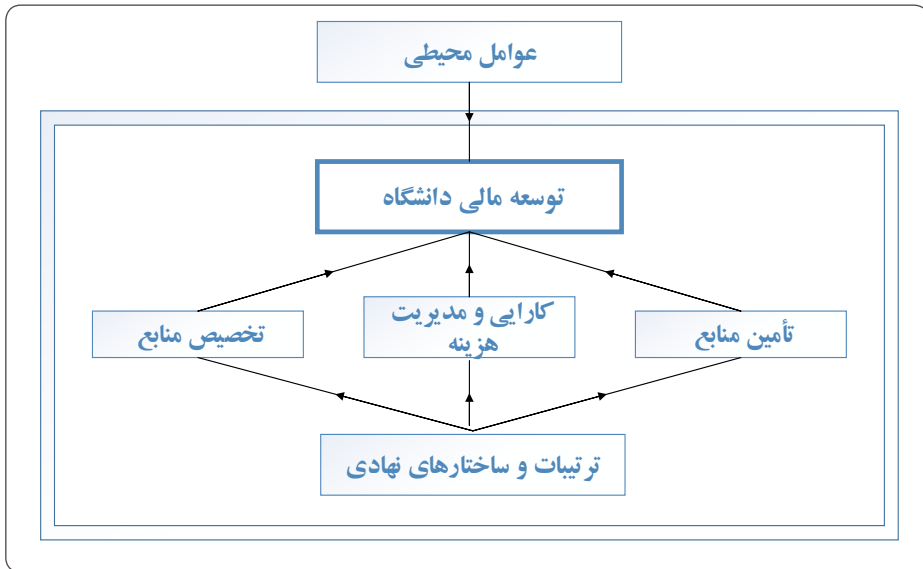 عوامل محیطی
توسعه مالی دانشگاه
تأمین منابع
کارایی و مدیریت
هزینه
تخصیص منابع
ترتیبات و ساختارهای نهادی